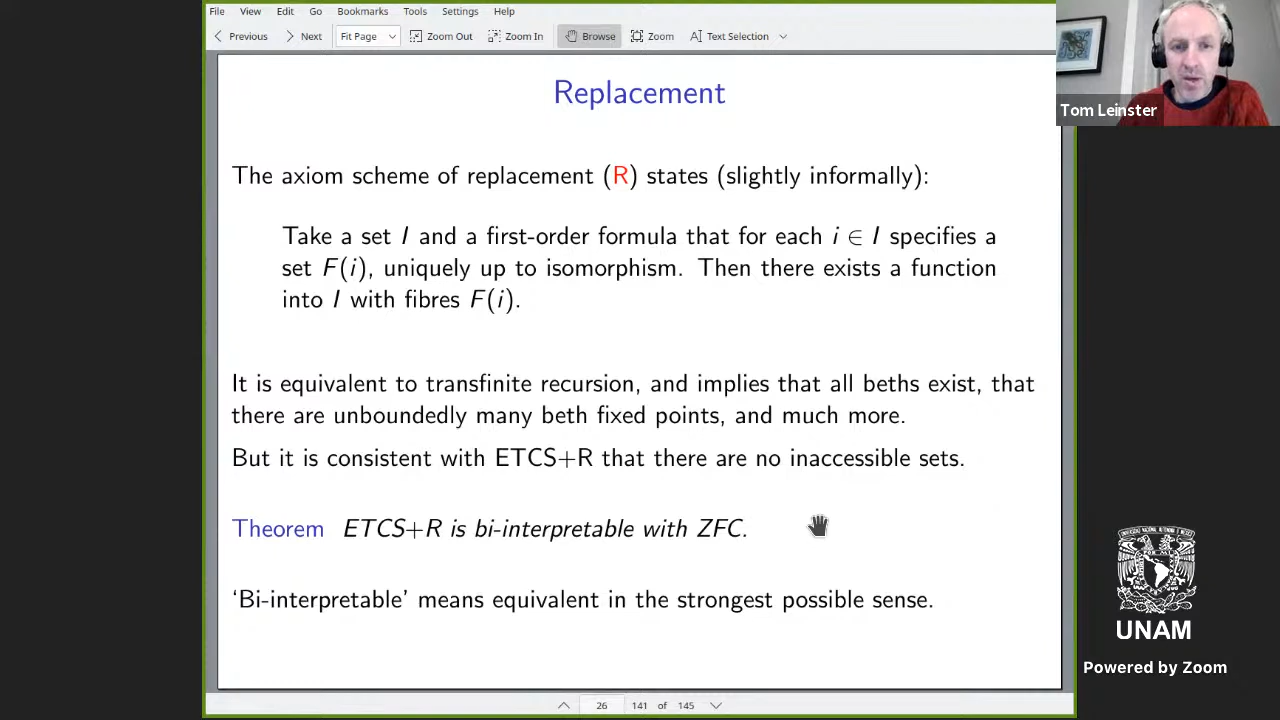 File View Edit Go Bookmarks Tools Settings Help
Previous Next Fit Page Zoom Out Zoom In Browse Zoom Text Selection
Tom Leinster
Replacement
The axiom scheme of replacement (R) states (slightly informally):
Take a set I and a first-order formula that for each i ∈ I specifies a
set F(i), uniquely up to isomorphism. Then there exists a function
into I with fibres F(i).
It is equivalent to transfinite recursion, and implies that all beths exist, that
there are unboundedly many beth fixed points, and much more.
But it is consistent with ETCS+R that there are no inaccessible sets.
Theorem ETCS+R is bi-interpretable with ZFC.
‘Bi-interpretable’ means equivalent in the strongest possible sense.
UNAM
Powered by Zoom
26 141 of 145